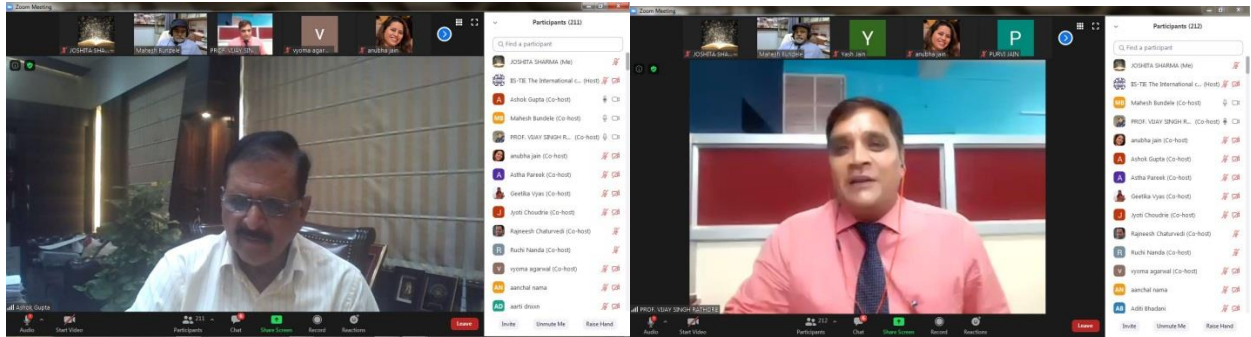 Zoom Meeting
JOSHITA SHA...
Mahesh Bundele
PROF. VIJAY SIN...
V
vyoma agar...
anubha jain
Participants (211)
Find a participant
JOSHITA SHARMA (Me)
IIS-TIE The International c... (Host)
A Ashok Gupta (Co-host)
MB Mahesh Bundele (Co-host)
PROF. VIJAY SINGH R... (Co-host)
anubha jain (Co-host)
A Astha Pareek (Co-host)
Geetika Vyas (Co-host)
J Jyoti Choudrie (Co-host)
Rajneesh Chaturvedi (Co-host)
R Ruchi Nanda (Co-host)
V vyoma agarwal (Co-host)
AN aanchal nama
AD aarti
Ashok Gupta
Audio
Start Video
211
Participants
Chat
Share Screen
Record
Reactions
Leave
Invite
Unmute Me
Raise Hand
Zoom Meeting
JOSHITA SHA...
Mahesh Bundele
Y
Yash Jain
anubha jain
P
PURVI JAIN
Participants (212)
Find a participant
JOSHITA SHARMA (Me)
IIS-TIE The International c... (Host)
MB Mahesh Bundele (Co-host)
PROF. VIJAY SINGH R... (Co-host)
anubha jain (Co-host)
A Ashok Gupta (Co-host)
A Astha Pareek (Co-host)
Geetika Vyas (Co-host)
J Jyoti Choudrie (Co-host)
Rajneesh Chaturvedi (Co-host)
R Ruchi Nanda (Co-host)
V vyoma agarwal (Co-host)
AN aanchal nama
AB Aditi Bhadani
PROF. VIJAY SINGH RATHORE
Audio
Start Video
212
Participants
Chat
Share Screen
Record
Reactions
Leave
Invite
Unmute Me
Raise Hand